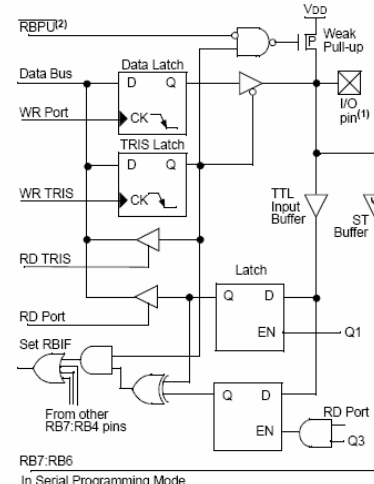 VDD
RBPU(2)
Weak
P Pull-up
Data Latch
Data Bus
D Q
I/O
pin(1)
WR Port
CK
TRIS Latch
D Q
WR TRIS
CK
TTL
Input
Buffer
ST
Buffer
RD TRIS
Latch
Q D
RD Port
EN
Q1
Set RBIF
From other
RB7:RB4 pins
Q D
RD Port
EN
Q3
RB7:RB6
In Serial Programming Mode